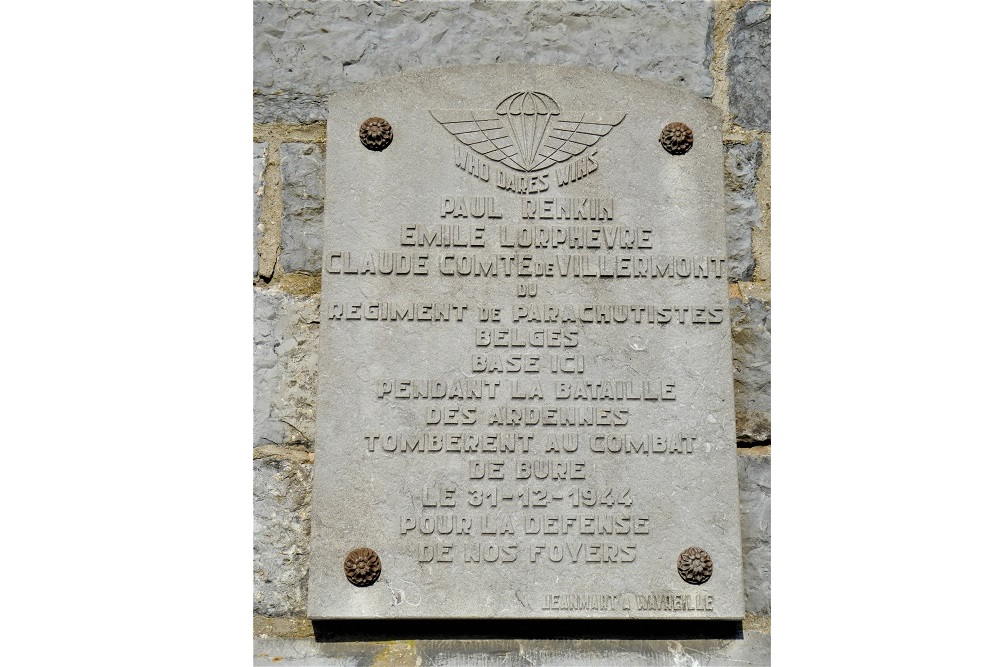 WHO DARES WINS
PAUL RENKIN
EMILE LORPHEVRE
CLAUDE COMTE DE VILLERMONT
DU
REGIMENT DE PARACHUTISTES
BELGES
BASE ICI
PENDANT LA BATAILLE
DES ARDENNES
TOMBERENT AU COMBAT
DE BURE
LE 31-12-1944
POUR LA DEFENSE
DE NOS FOYERS
JEANMART A WAVREILLE